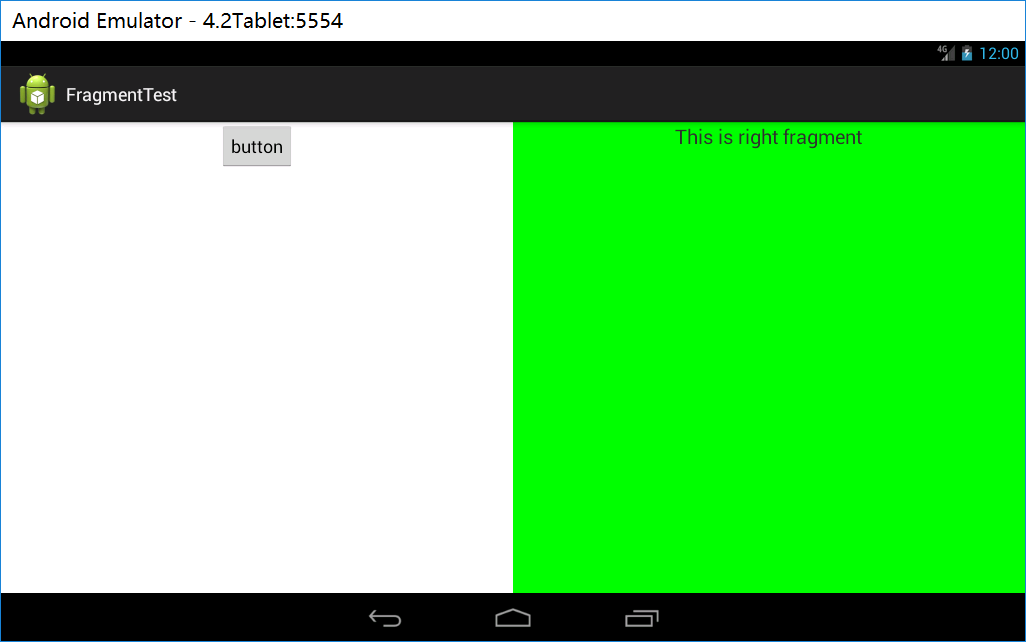 Android Emulator - 4.2Tablet:5554
4G 12:00
FragmentTest
button
This is right fragment